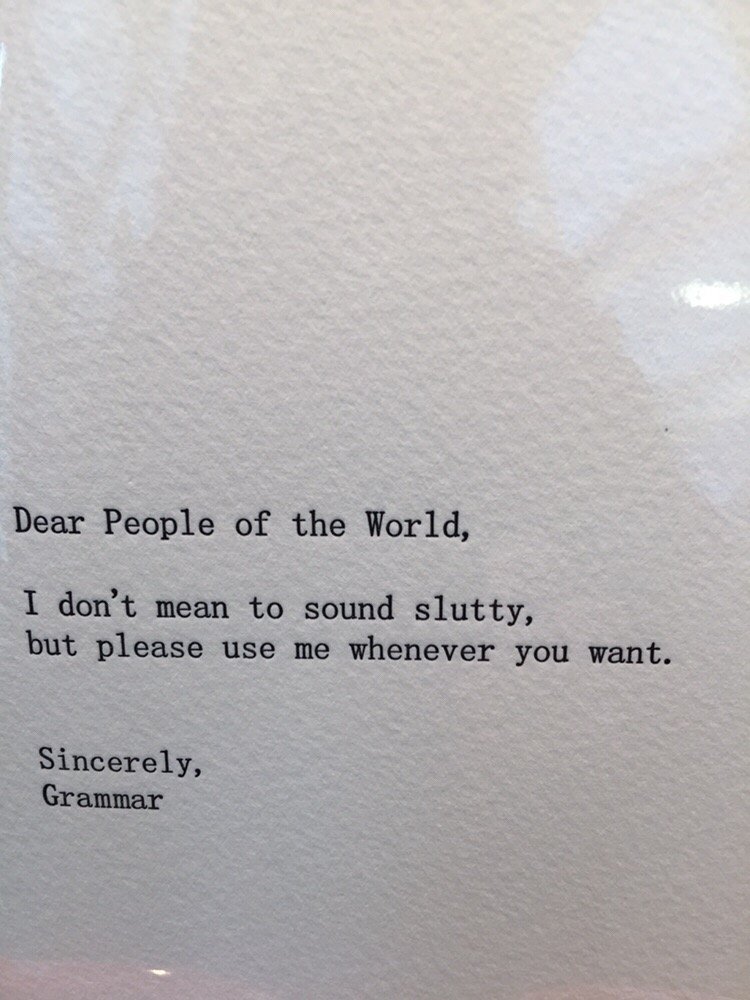 Dear People of the World,
I don't mean to sound slutty,
but please use me whenever you want.
Sincerely,
Grammar